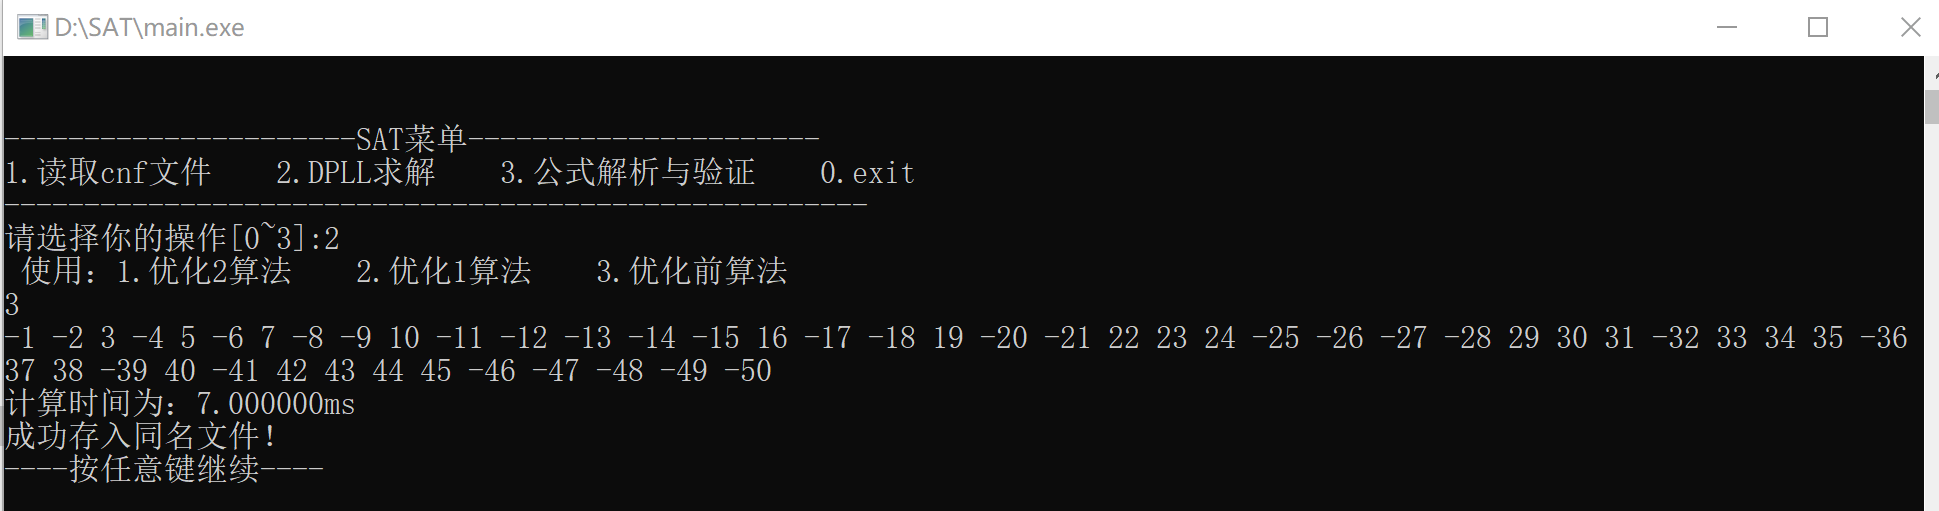 D:\SAT\main.exe
----------------------SAT菜单----------------------
1.读取cnf文件    2.DPLL求解    3.公式解析与验证    0.exit
------------------------------------------------------
请选择你的操作[0~3]:2
 使用：1.优化2算法    2.优化1算法    3.优化前算法
3
-1 -2 3 -4 5 -6 7 -8 -9 10 -11 -12 -13 -14 -15 16 -17 -18 19 -20 -21 22 23 24 -25 -26 -27 -28 29 30 31 -32 33 34 35 -36
37 38 -39 40 -41 42 43 44 45 -46 -47 -48 -49 -50
计算时间为：7.000000ms
成功存入同名文件！
----按任意键继续----